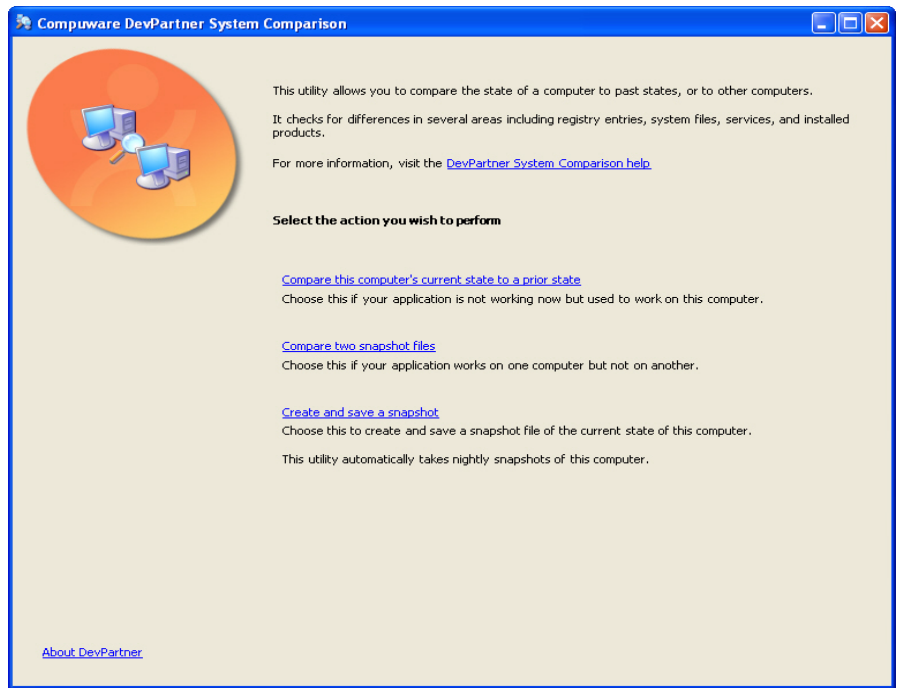 Compuware DevPartner System Comparison
This utility allows you to compare the state of a computer to past states, or to other computers.
It checks for differences in several areas including registry entries, system files, services, and installed
products.
For more information, visit the DevPartner System Comparison help
Select the action you wish to perform
Compare this computer's current state to a prior state
Choose this if your application is not working now but used to work on this computer.
Compare two snapshot files
Choose this if your application works on one computer but not on another.
Create and save a snapshot
Choose this to create and save a snapshot file of the current state of this computer.
This utility automatically takes nightly snapshots of this computer.
About DevPartner